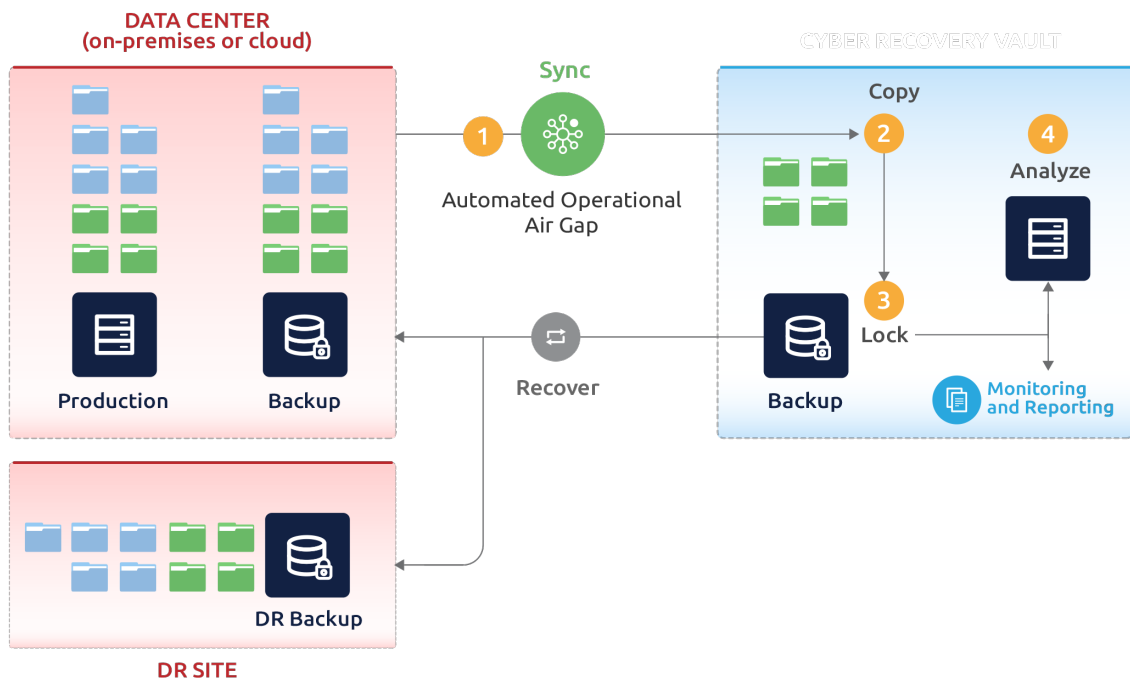 DATA CENTER
(on-premises or cloud)
CYBER RECOVERY VAULT
Sync
Copy
1
2
4
Analyze
Automated Operational
Air Gap
3
Lock
Recover
Production
Backup
Backup
Monitoring
and Reporting
DR Backup
DR SITE